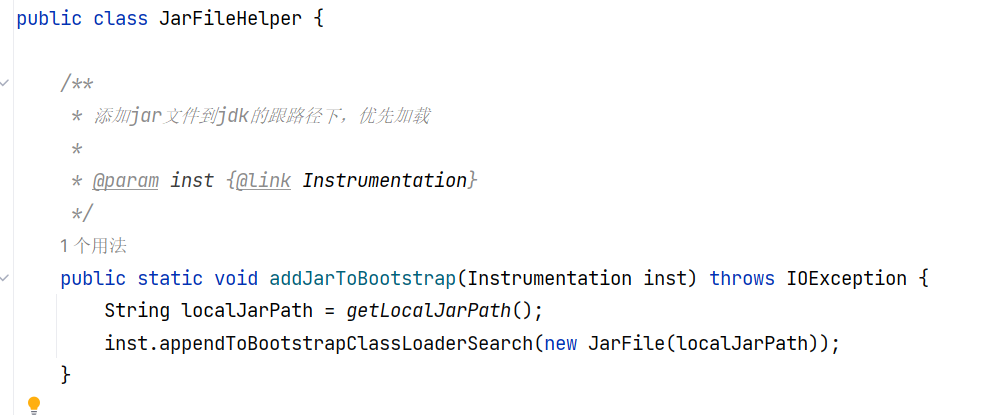 public class JarFileHelper {
/**
* 添加jar文件到jdk的跟路径下，优先加载
*
* @param inst {@link Instrumentation}
*/
1 个用法
public static void addJarToBootstrap(Instrumentation inst) throws IOException {
String localJarPath = getLocalJarPath();
inst.appendToBootstrapClassLoaderSearch(new JarFile(localJarPath));
}